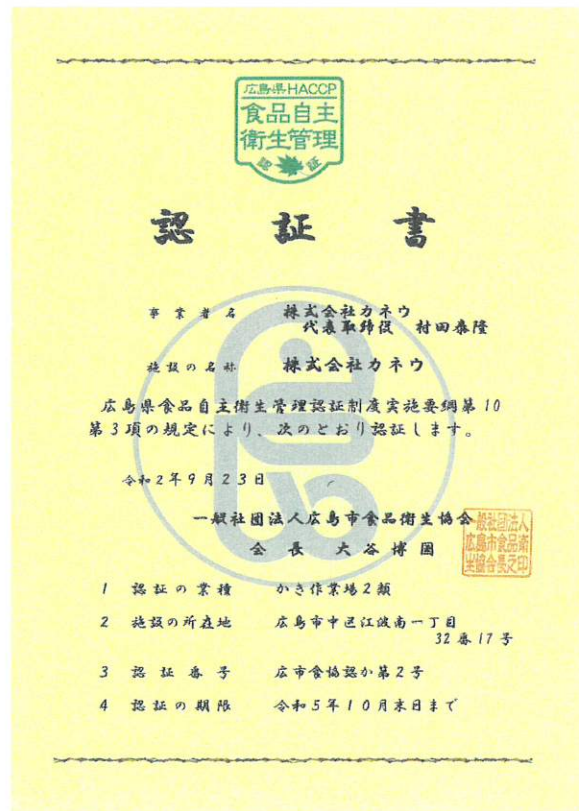 広島県HACCP
食品自主
衛生管理
認証
認証書
事業者名 株式会社カネウ
代表取締役 村田泰隆
施設の名称 株式会社カネウ
広島県食品自主衛生管理認証制度実施要綱第10
第3項の規定により、次のとおり認証します。
令和2年9月23日
一般社団法人広島市食品衛生協会
会長 大谷博国
一般社団法人
広島市食品衛
生協会長之印
1 認証の業種 かき作業場2類
2 施設の所在地 広島市中区江波南一丁目
32番17号
3 認証番号 広市食協認か第2号
4 認証の期限 令和5年10月末日まで